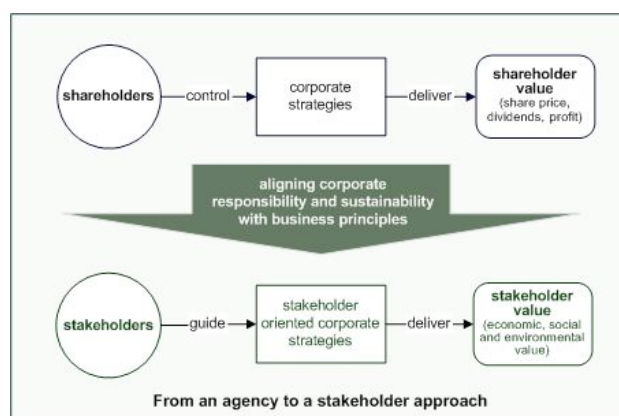 shareholders
control
corporate
strategies
deliver
shareholder
value
(share price,
dividends, profit)
aligning corporate
responsibility and sustainability
with business principles
stakeholders
guide
stakeholder
oriented corporate
strategies
deliver
stakeholder
value
(economic, social
and environmental
value)
From an agency to a stakeholder approach